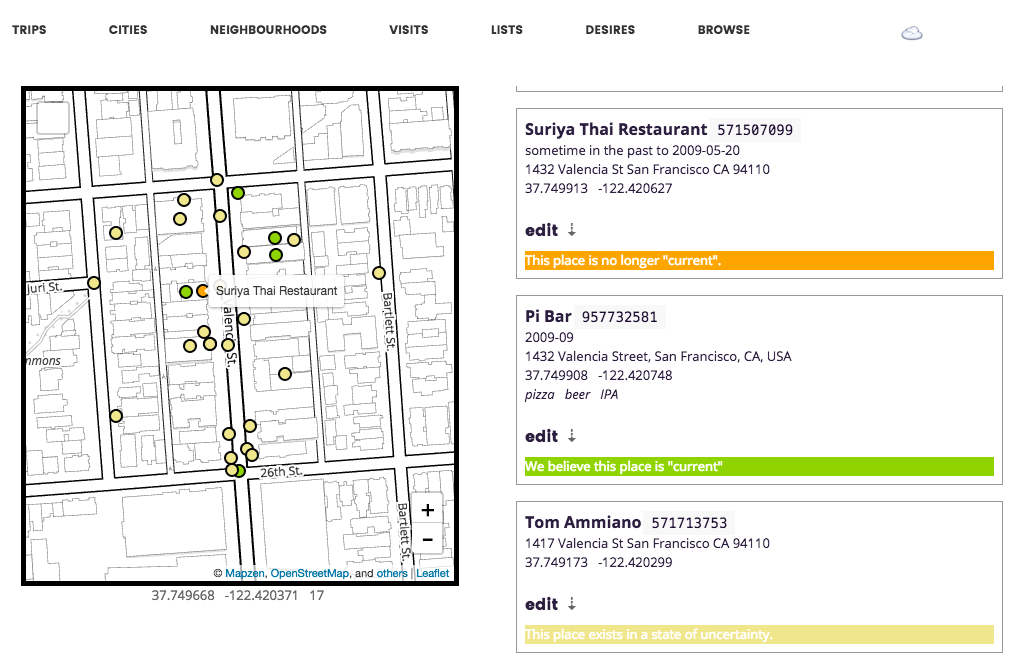 TRIPS CITIES NEIGHBOURHOODS VISITS LISTS DESIRES BROWSE
Juri St.
mmons
Suriya Thai Restaurant
Valencia St.
Bartlett St.
26th St.
Bartlett St.
+
−
© Mapzen, OpenStreetMap, and others | Leaflet
37.749668 -122.420371 17
Suriya Thai Restaurant 571507099
sometime in the past to 2009-05-20
1432 Valencia St San Francisco CA 94110
37.749913 -122.420627
edit ⇣
This place is no longer "current".
Pi Bar 957732581
2009-09
1432 Valencia Street, San Francisco, CA, USA
37.749908 -122.420748
pizza beer IPA
edit ⇣
We believe this place is "current"
Tom Ammiano 571713753
1417 Valencia St San Francisco CA 94110
37.749173 -122.420299
edit ⇣
This place exists in a state of uncertainty.